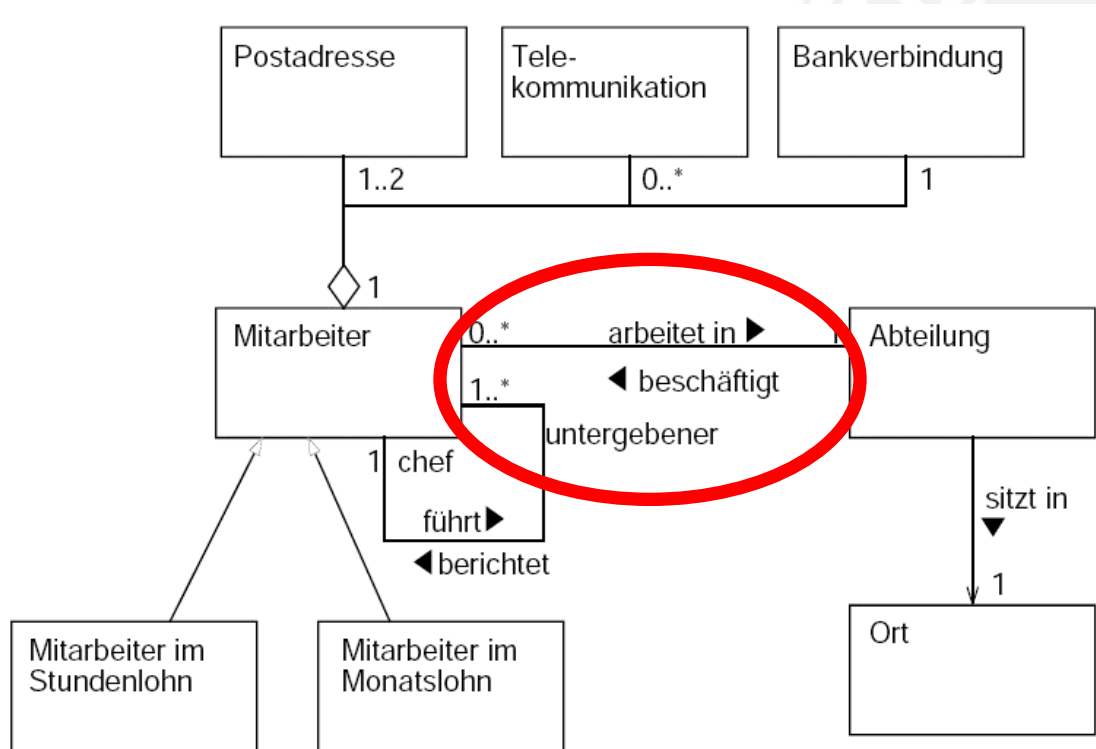 Postadresse
Tele-
kommunikation
Bankverbindung
1..2
0..*
1
1
Mitarbeiter
0..*
arbeitet in
1
Abteilung
beschäftigt
1..*
untergebener
1
chef
führt
berichtet
sitzt in
1
Mitarbeiter im
Stundenlohn
Mitarbeiter im
Monatslohn
Ort